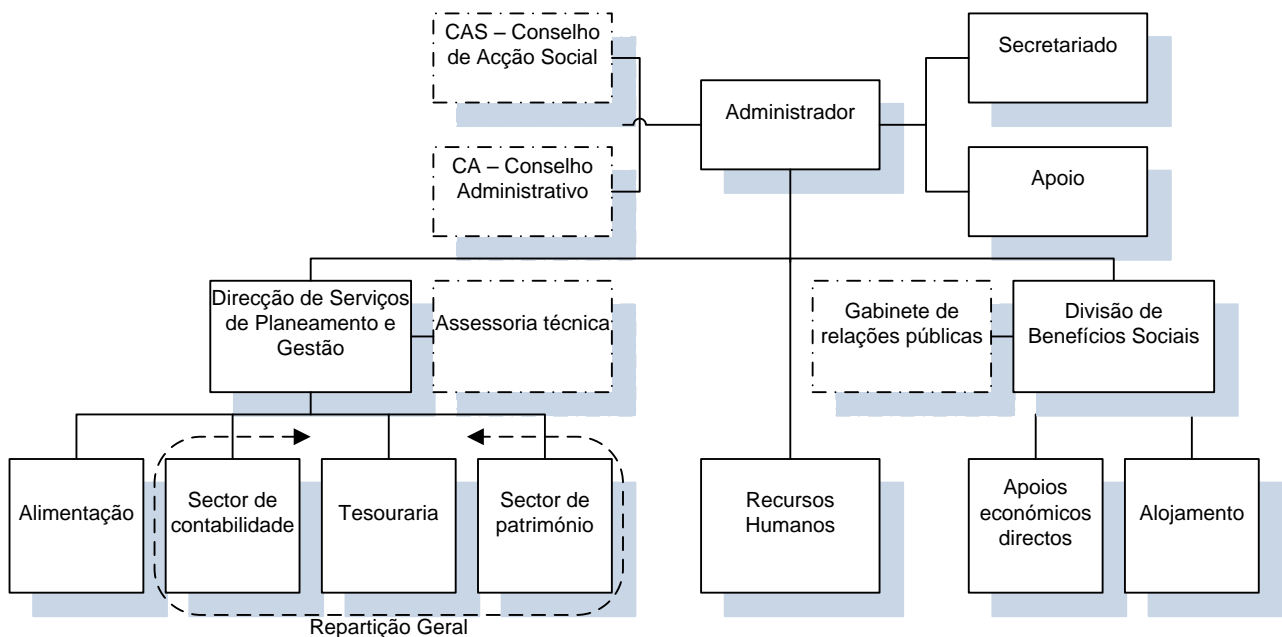 CAS – Conselho
de Acção Social
Secretariado
Administrador
CA – Conselho
Administrativo
Apoio
Direcção de Serviços
de Planeamento e
Gestão
Assessoria técnica
Gabinete de
relações públicas
Divisão de
Benefícios Sociais
Alimentação
Sector de
contabilidade
Tesouraria
Sector de
património
Recursos
Humanos
Apoios
económicos
directos
Alojamento
Repartição Geral